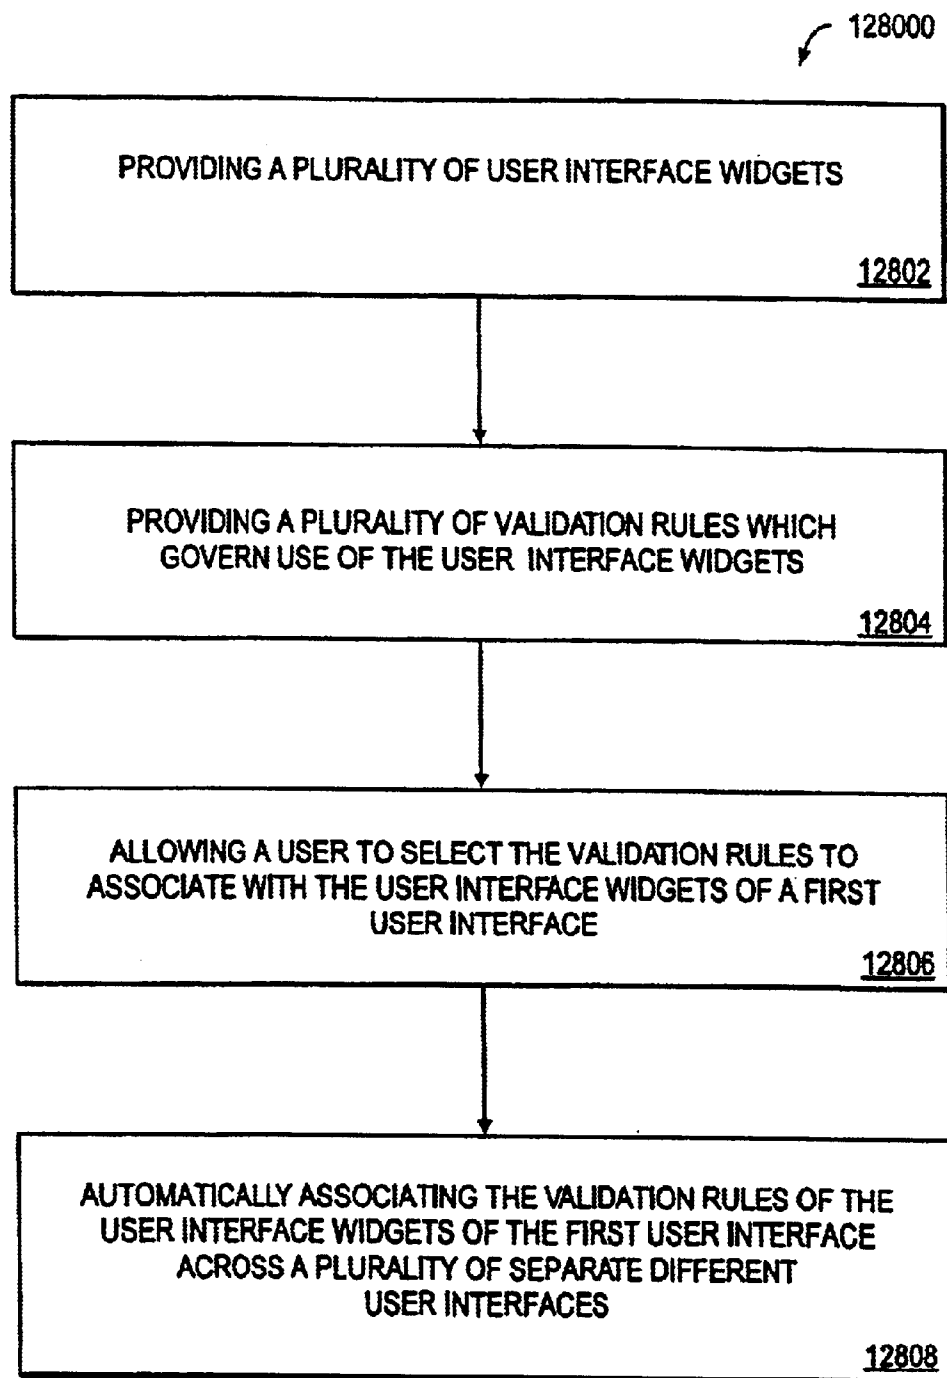 128000
PROVIDING A PLURALITY OF USER INTERFACE WIDGETS
12802
PROVIDING A PLURALITY OF VALIDATION RULES WHICH
GOVERN USE OF THE USER INTERFACE WIDGETS
12804
ALLOWING A USER TO SELECT THE VALIDATION RULES TO
ASSOCIATE WITH THE USER INTERFACE WIDGETS OF A FIRST
USER INTERFACE
12806
AUTOMATICALLY ASSOCIATING THE VALIDATION RULES OF THE
USER INTERFACE WIDGETS OF THE FIRST USER INTERFACE
ACROSS A PLURALITY OF SEPARATE DIFFERENT
USER INTERFACES
12808